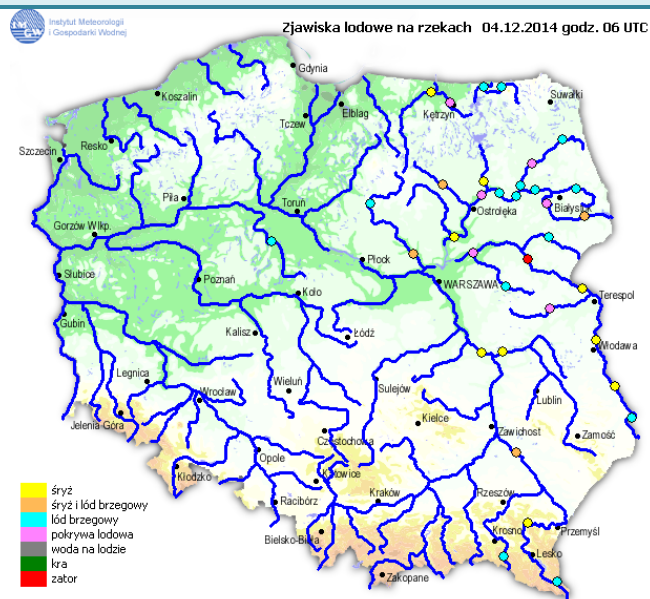 Instytut Meteorologii
i Gospodarki Wodnej
Zjawiska lodowe na rzekach 04.12.2014 godz. 06 UTC
Gdynia
Koszalin
Suwałki
Elbląg
Kętrzyn
Tczew
Resko
Szczecin
Piła
Toruń
Ostrołęka
Białystok
Gorzów Wlkp.
Płock
Słubice
Poznań
WARSZAWA
Koło
Terespol
Gubin
Kalisz
Łódź
Włodawa
Legnica
Wieluń
Sulejów
Wrocław
Lublin
Jelenia Góra
Kielce
Zawichost
Zamość
Częstochowa
Opole
Kłodzko
Katowice
Racibórz
Kraków
Rzeszów
Krosno
Przemyśl
Bielsko-Biała
Lesko
Zakopane
śryż
śryż i lód brzegowy
lód brzegowy
pokrywa lodowa
woda na lodzie
kra
zator